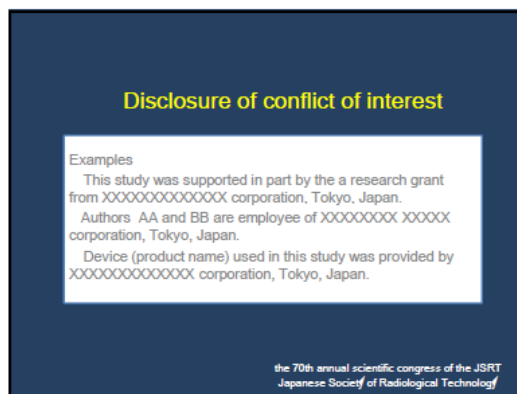 Disclosure of conflict of interest
Examples
This study was supported in part by the a research grant
from XXXXXXXXXXXXX corporation, Tokyo, Japan.
Authors AA and BB are employee of XXXXXXXX XXXXX
corporation, Tokyo, Japan.
Device (product name) used in this study was provided by
XXXXXXXXXXXXX corporation, Tokyo, Japan.
the 70th annual scientific congress of the JSRT
Japanese Society of Radiological Technology